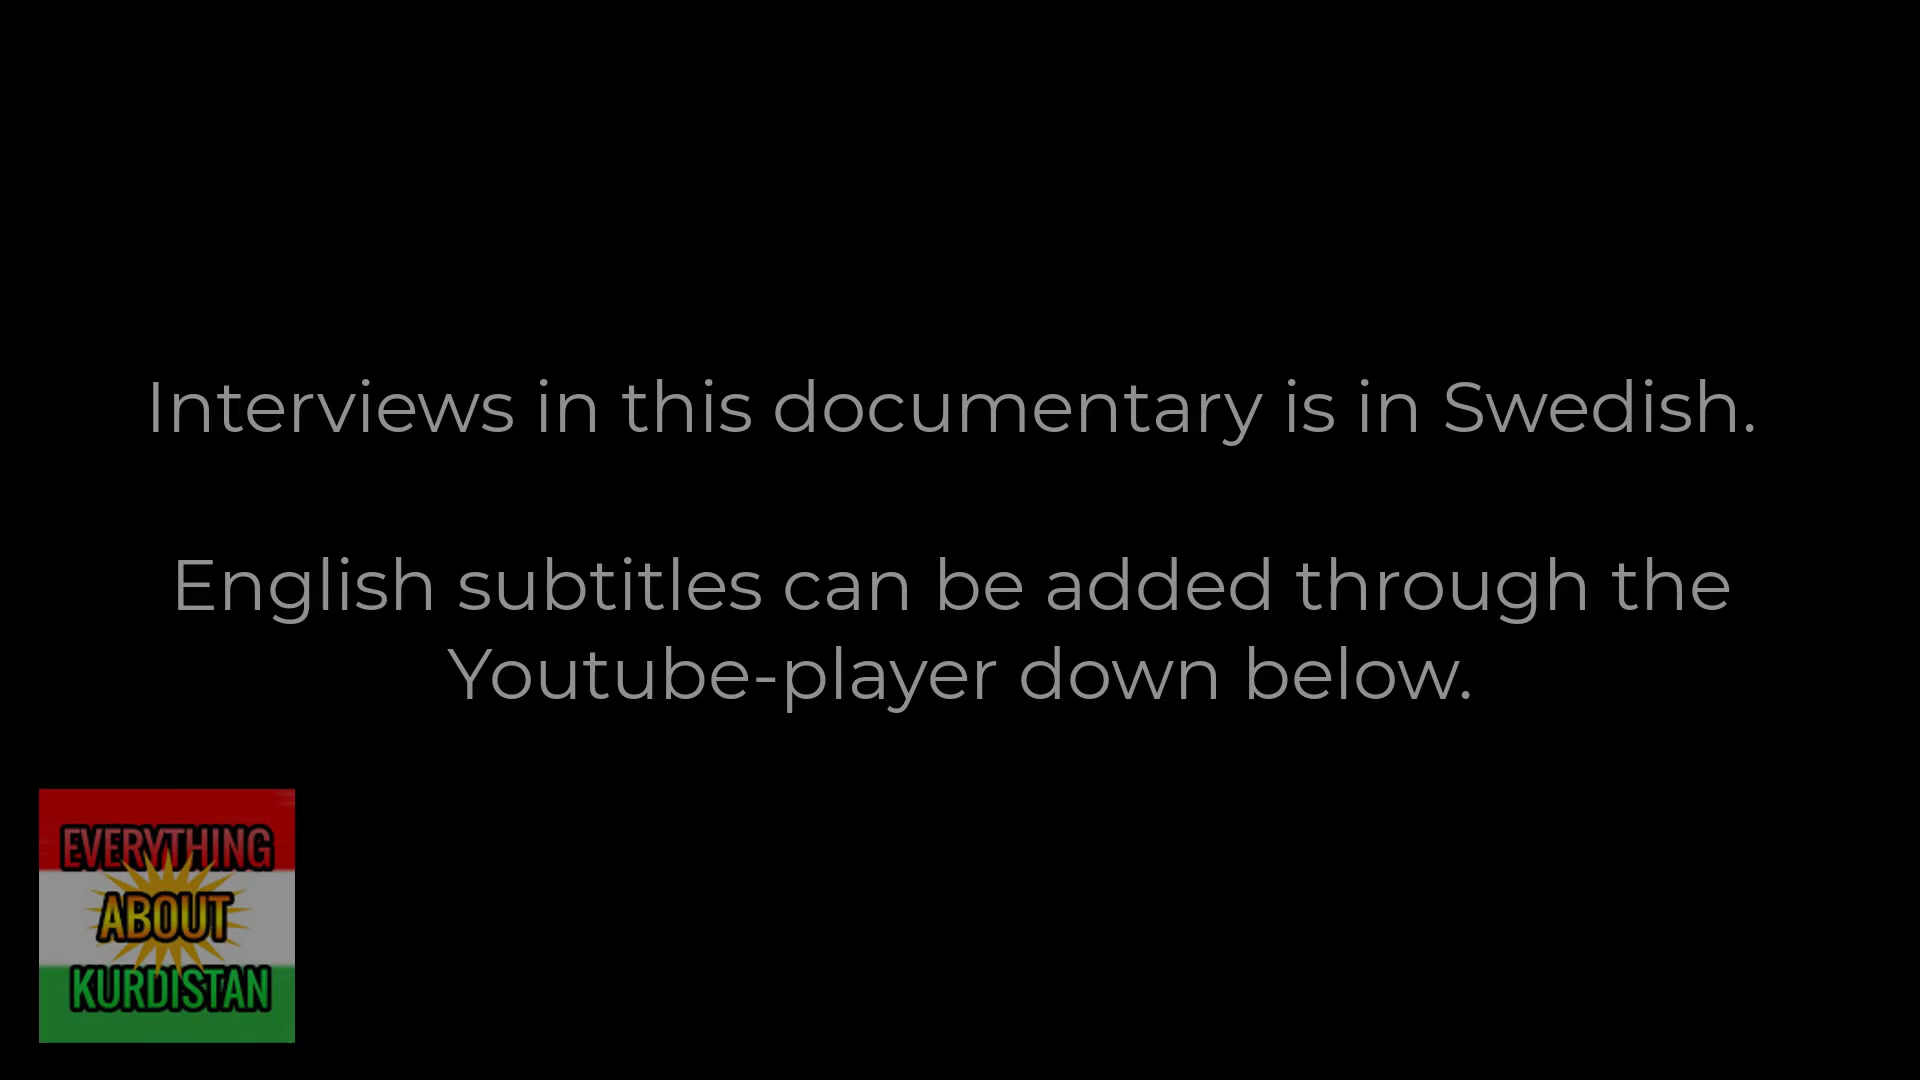 Interviews in this documentary is in Swedish.
English subtitles can be added through the
Youtube-player down below.
EVERYTHING
ABOUT
KURDISTAN